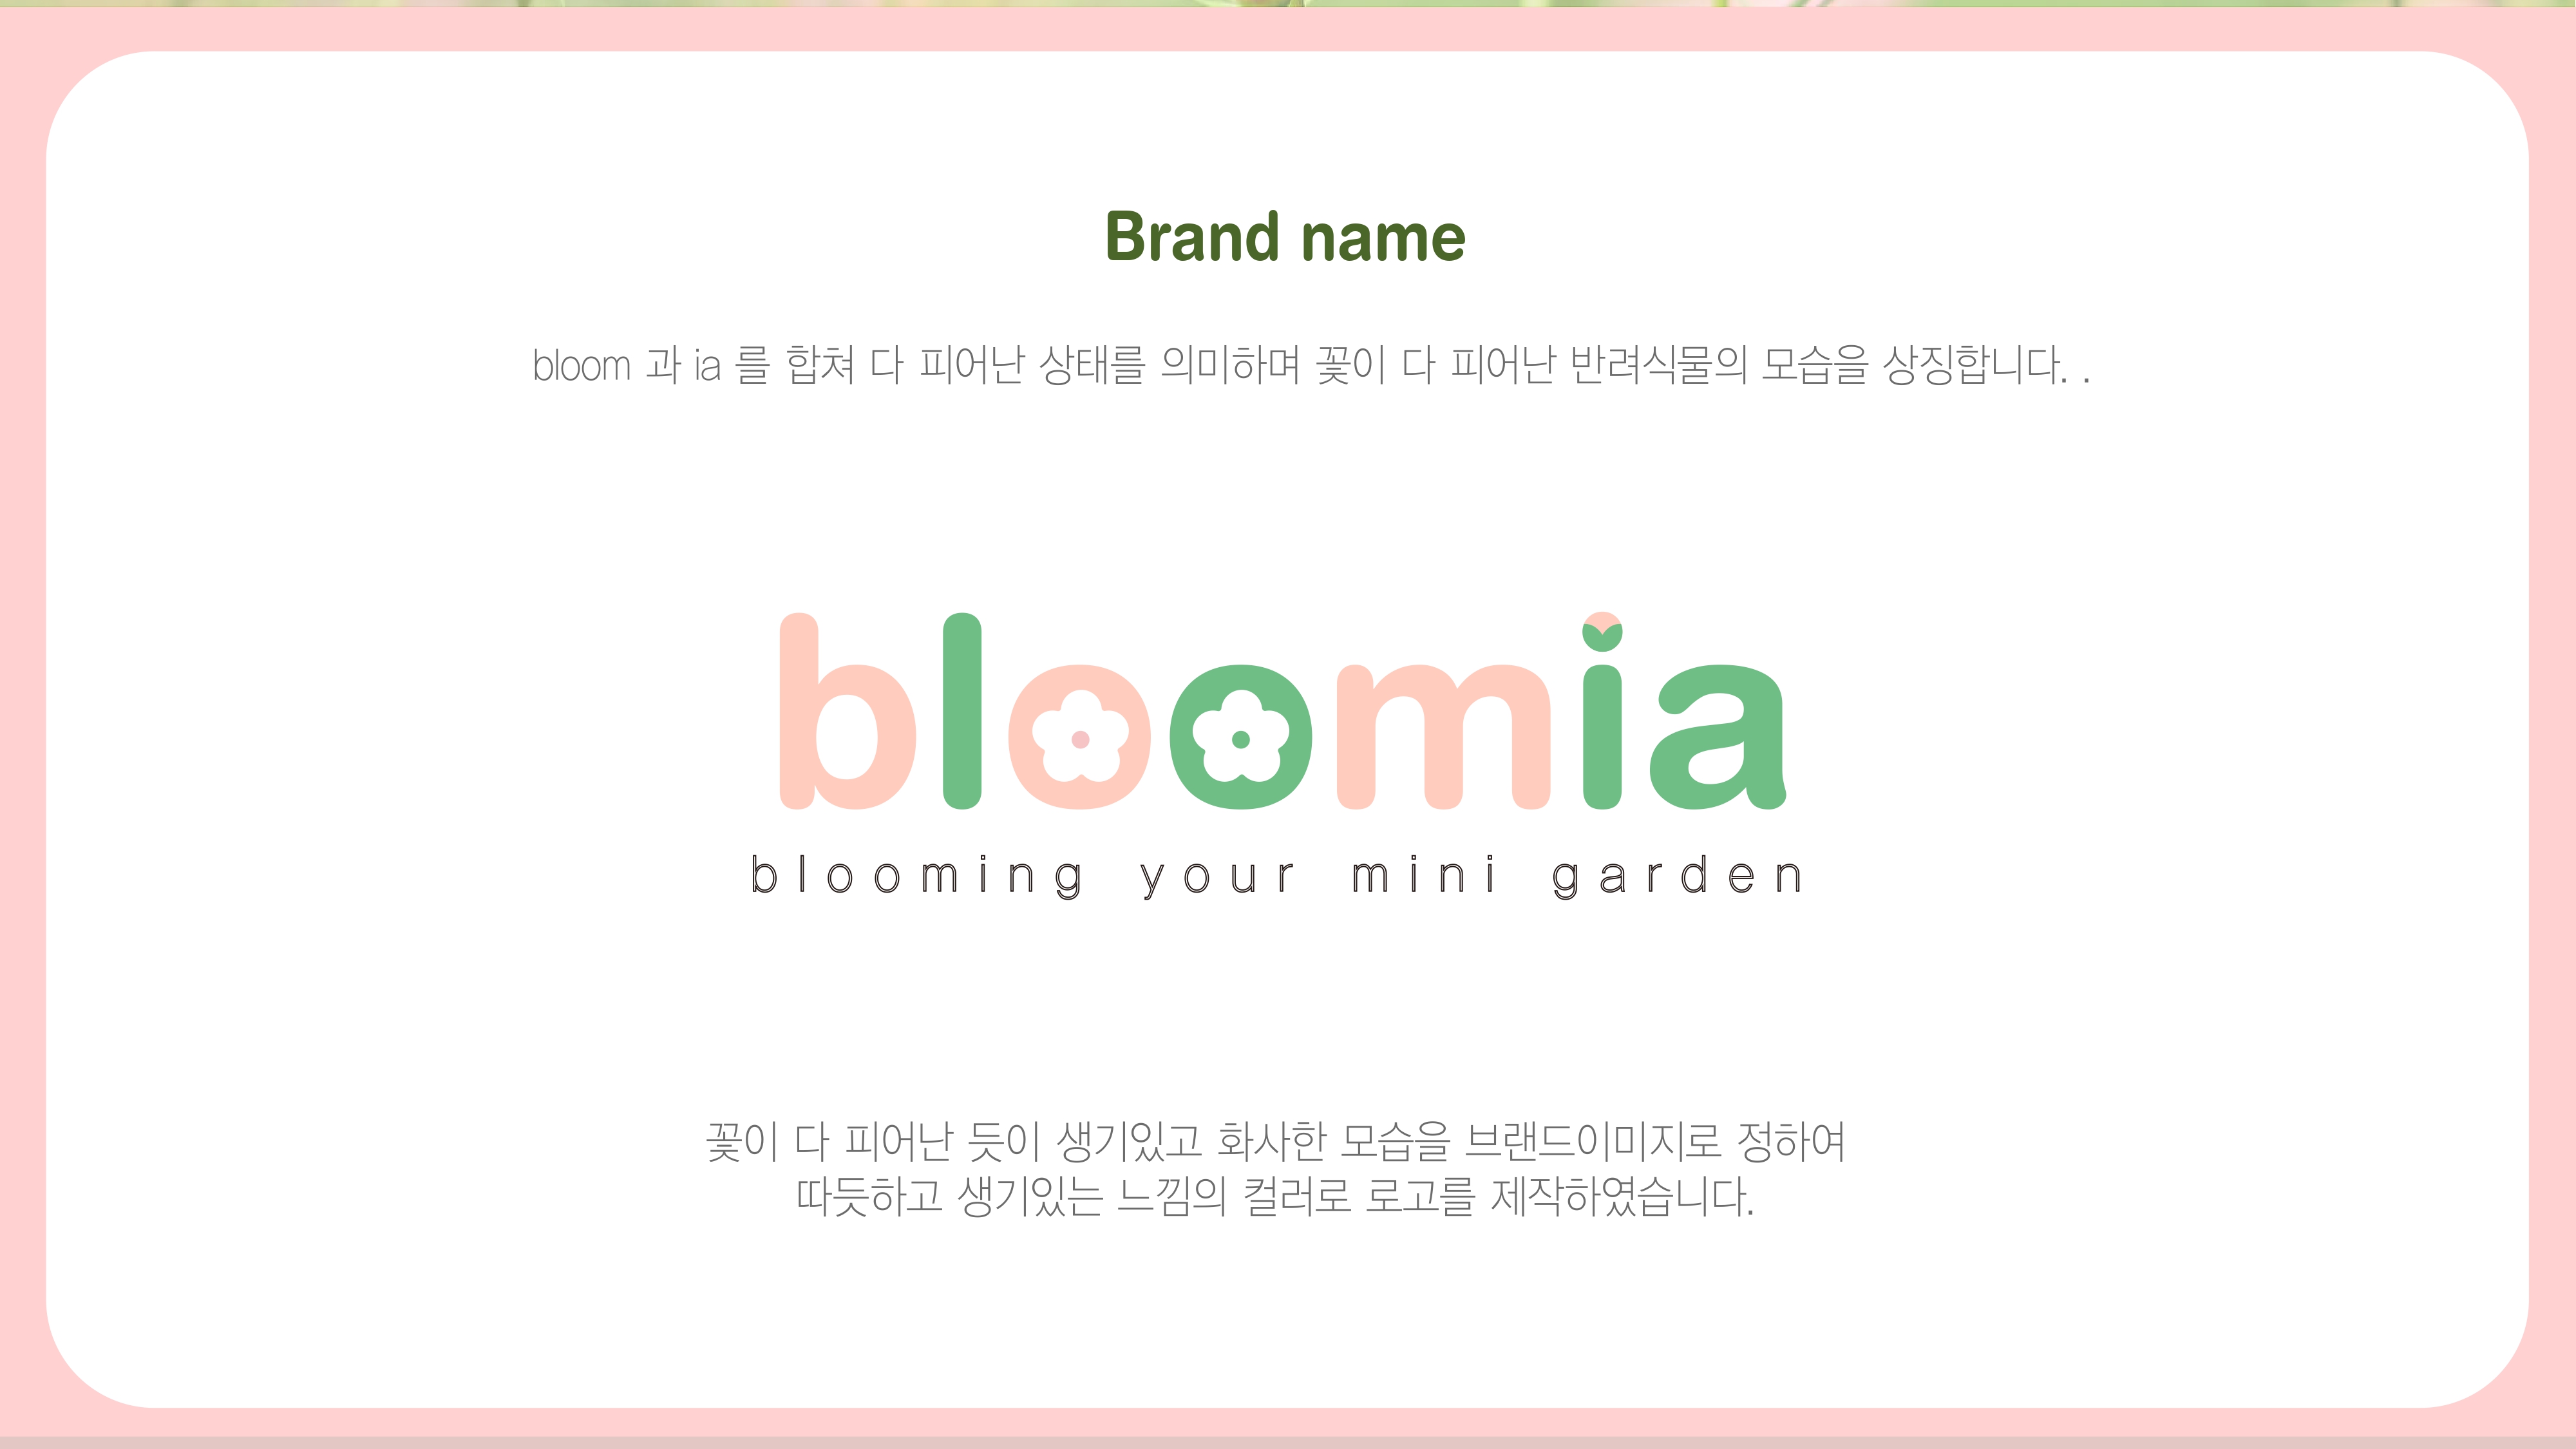 Brand name
bloom 과 ia 를 합쳐 다 피어난 상태를 의미하며 꽃이 다 피어난 반려식물의 모습을 상징합니다. .
bloomia
blooming your mini garden
꽃이 다 피어난 듯이 생기있고 화사한 모습을 브랜드이미지로 정하여
따듯하고 생기있는 느낌의 컬러로 로고를 제작하였습니다.